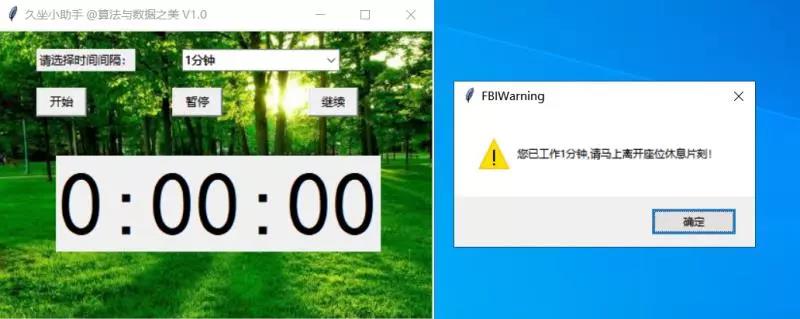 久坐小助手 @算法与数据之美 V1.0
请选择时间间隔：
1分钟
开始
暂停
继续
0:00:00
FBIWarning
您已工作1分钟,请马上离开座位休息片刻！
确定